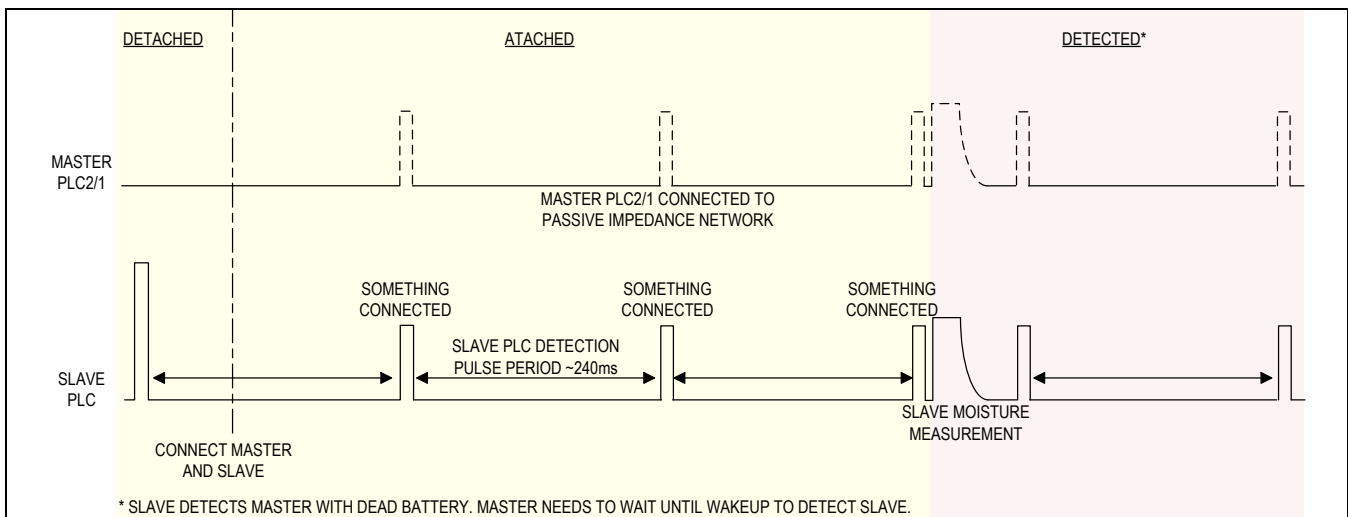 DETACHED
ATACHED
DETECTED*
MASTER
PLC2/1
MASTER PLC2/1 CONNECTED TO
PASSIVE IMPEDANCE NETWORK
SOMETHING
CONNECTED
SOMETHING
CONNECTED
SOMETHING
CONNECTED
SLAVE PLC DETECTION
PULSE PERIOD ~240ms
SLAVE
PLC
SLAVE MOISTURE
MEASUREMENT
CONNECT MASTER
AND SLAVE
* SLAVE DETECTS MASTER WITH DEAD BATTERY. MASTER NEEDS TO WAIT UNTIL WAKEUP TO DETECT SLAVE.